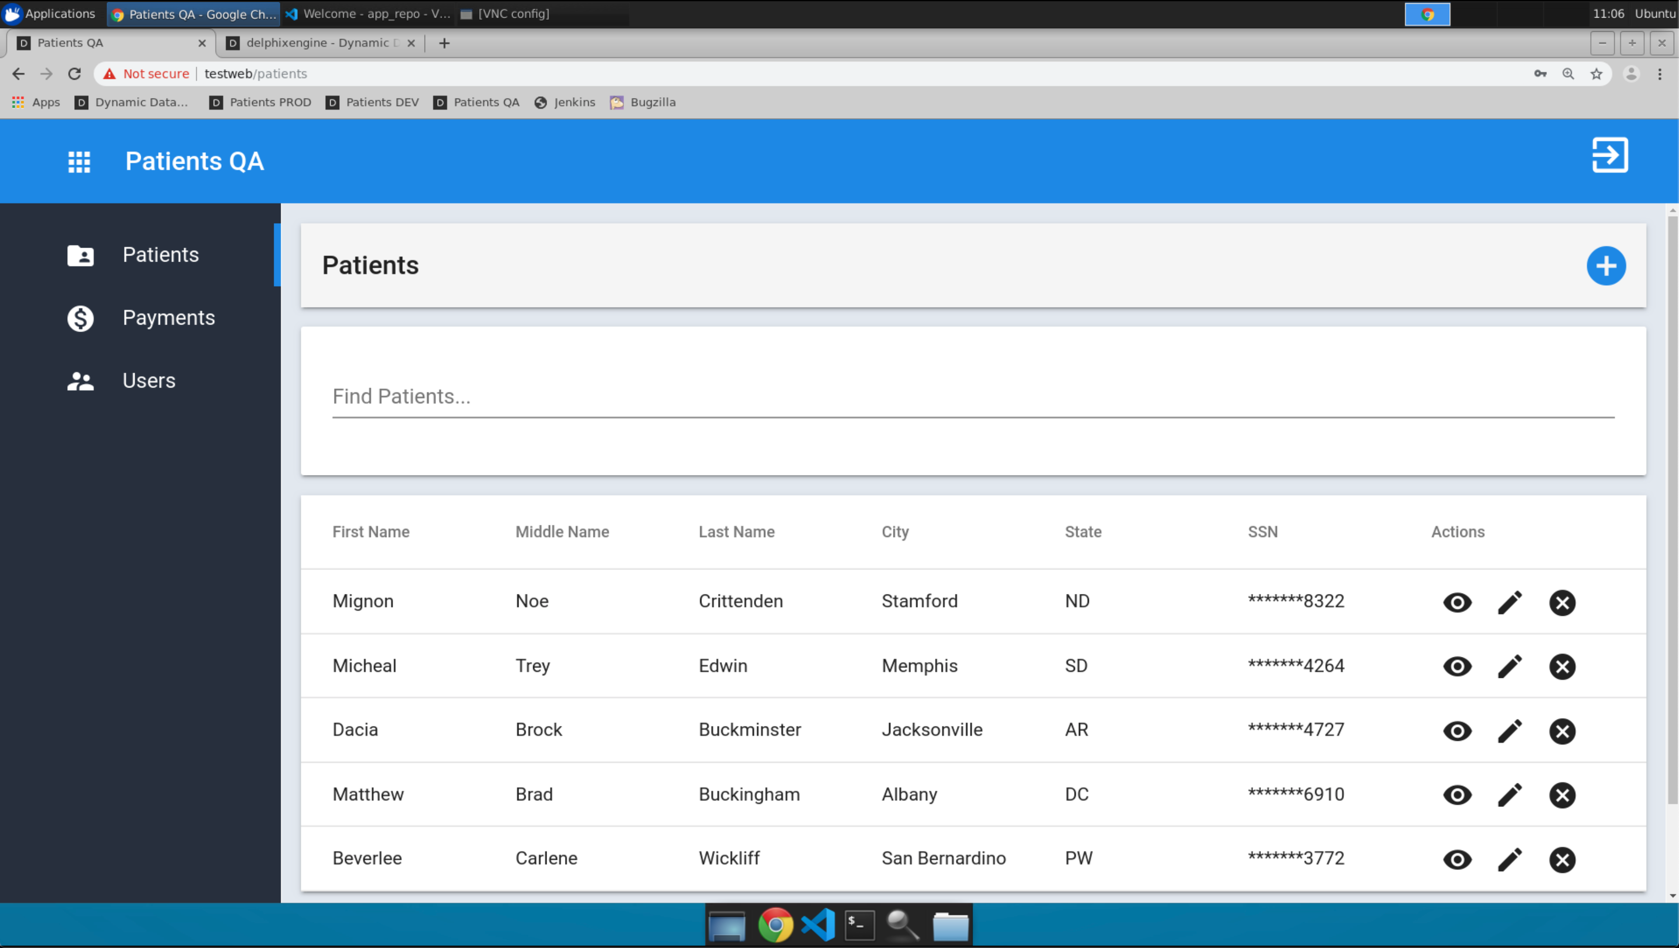 Applications Patients QA - Google Ch... Welcome - app_repo - V... [VNC config] 11:06 Ubuntu
Patients QA delphixengine - Dynamic D
Not secure testweb/patients
Apps Dynamic Data... Patients PROD Patients DEV Patients QA Jenkins Bugzilla
Patients QA
Patients
Payments
Users
Patients
Find Patients...
First Name Middle Name Last Name City State SSN Actions
Mignon Noe Crittenden Stamford ND *******8322
Micheal Trey Edwin Memphis SD *******4264
Dacia Brock Buckminster Jacksonville AR *******4727
Matthew Brad Buckingham Albany DC *******6910
Beverlee Carlene Wickliff San Bernardino PW *******3772